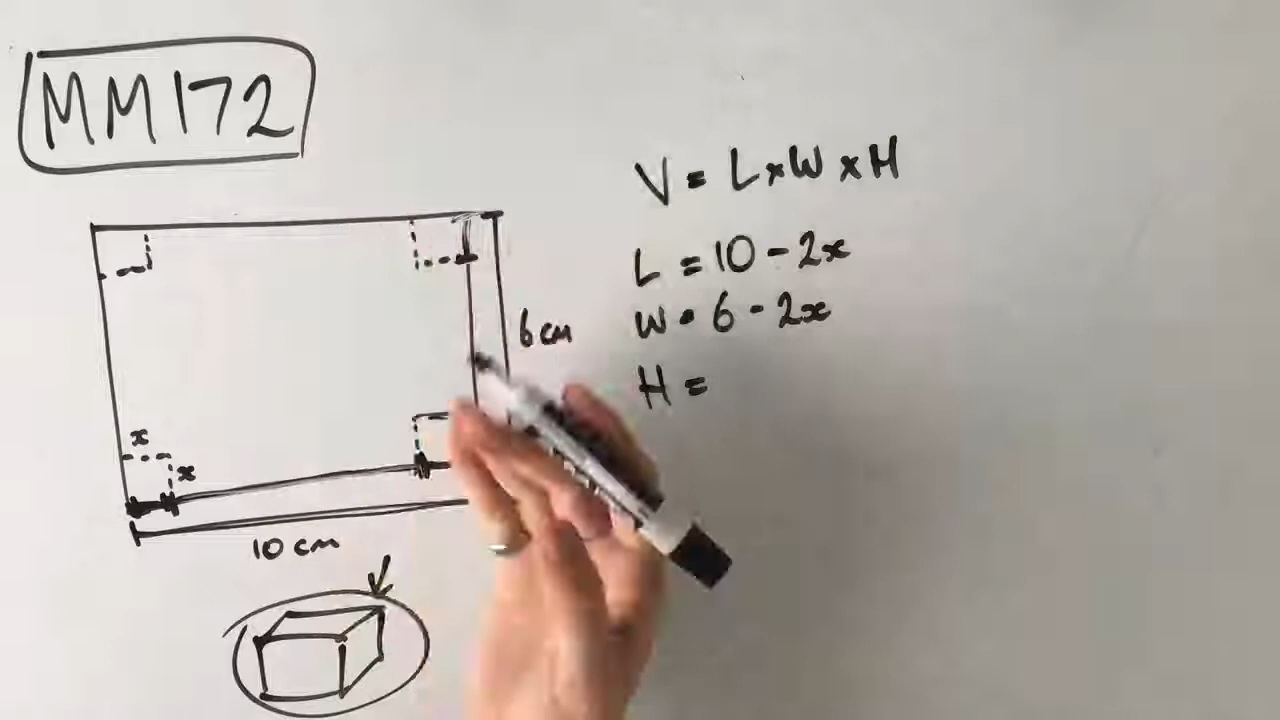 MM172
V = L x W x H
L = 10 - 2x
W = 6 - 2x
H =
6 cm
x
x
10 cm